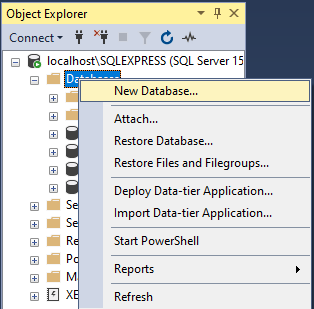 Object Explorer
Connect
localhost\SQLEXPRESS (SQL Server 15
Databases
New Database...
Attach...
Restore Database...
Restore Files and Filegroups...
Deploy Data-tier Application...
Import Data-tier Application...
Start PowerShell
Reports
Refresh
Se
Se
Re
Po
M
XE